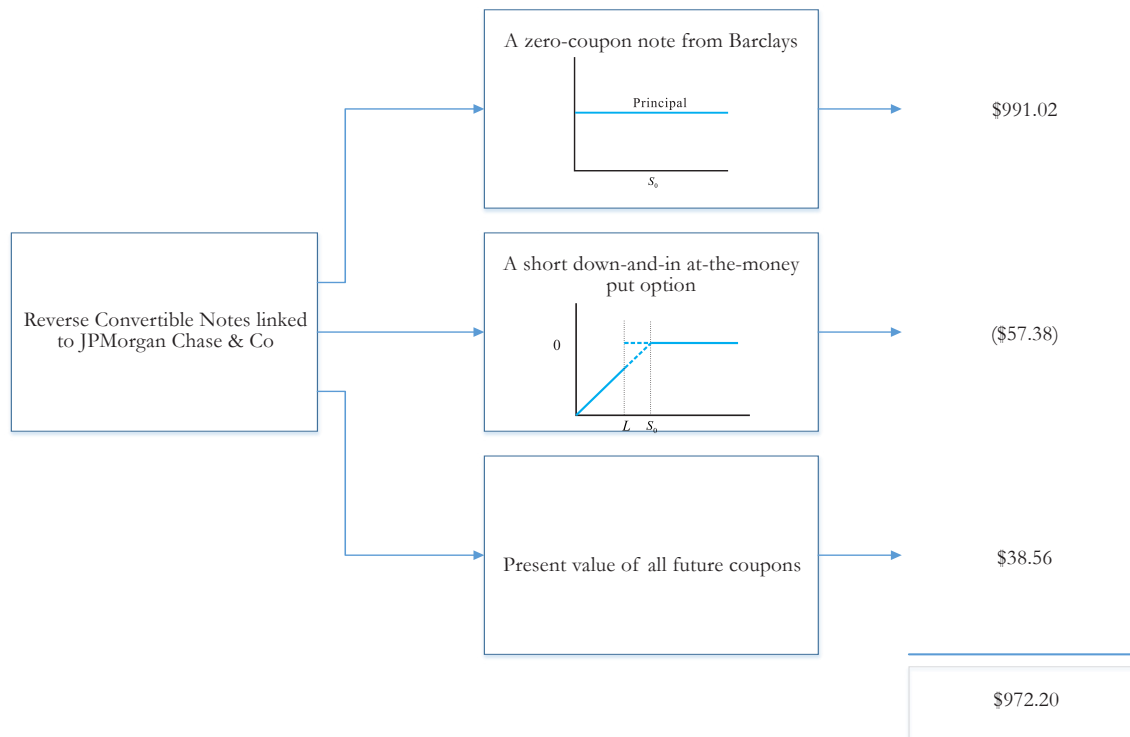 Reverse Convertible Notes linked
to JPMorgan Chase & Co
A zero-coupon note from Barclays
Principal
S₀
$991.02
A short down-and-in at-the-money
put option
0
L S₀
($57.38)
Present value of all future coupons
$38.56
$972.20